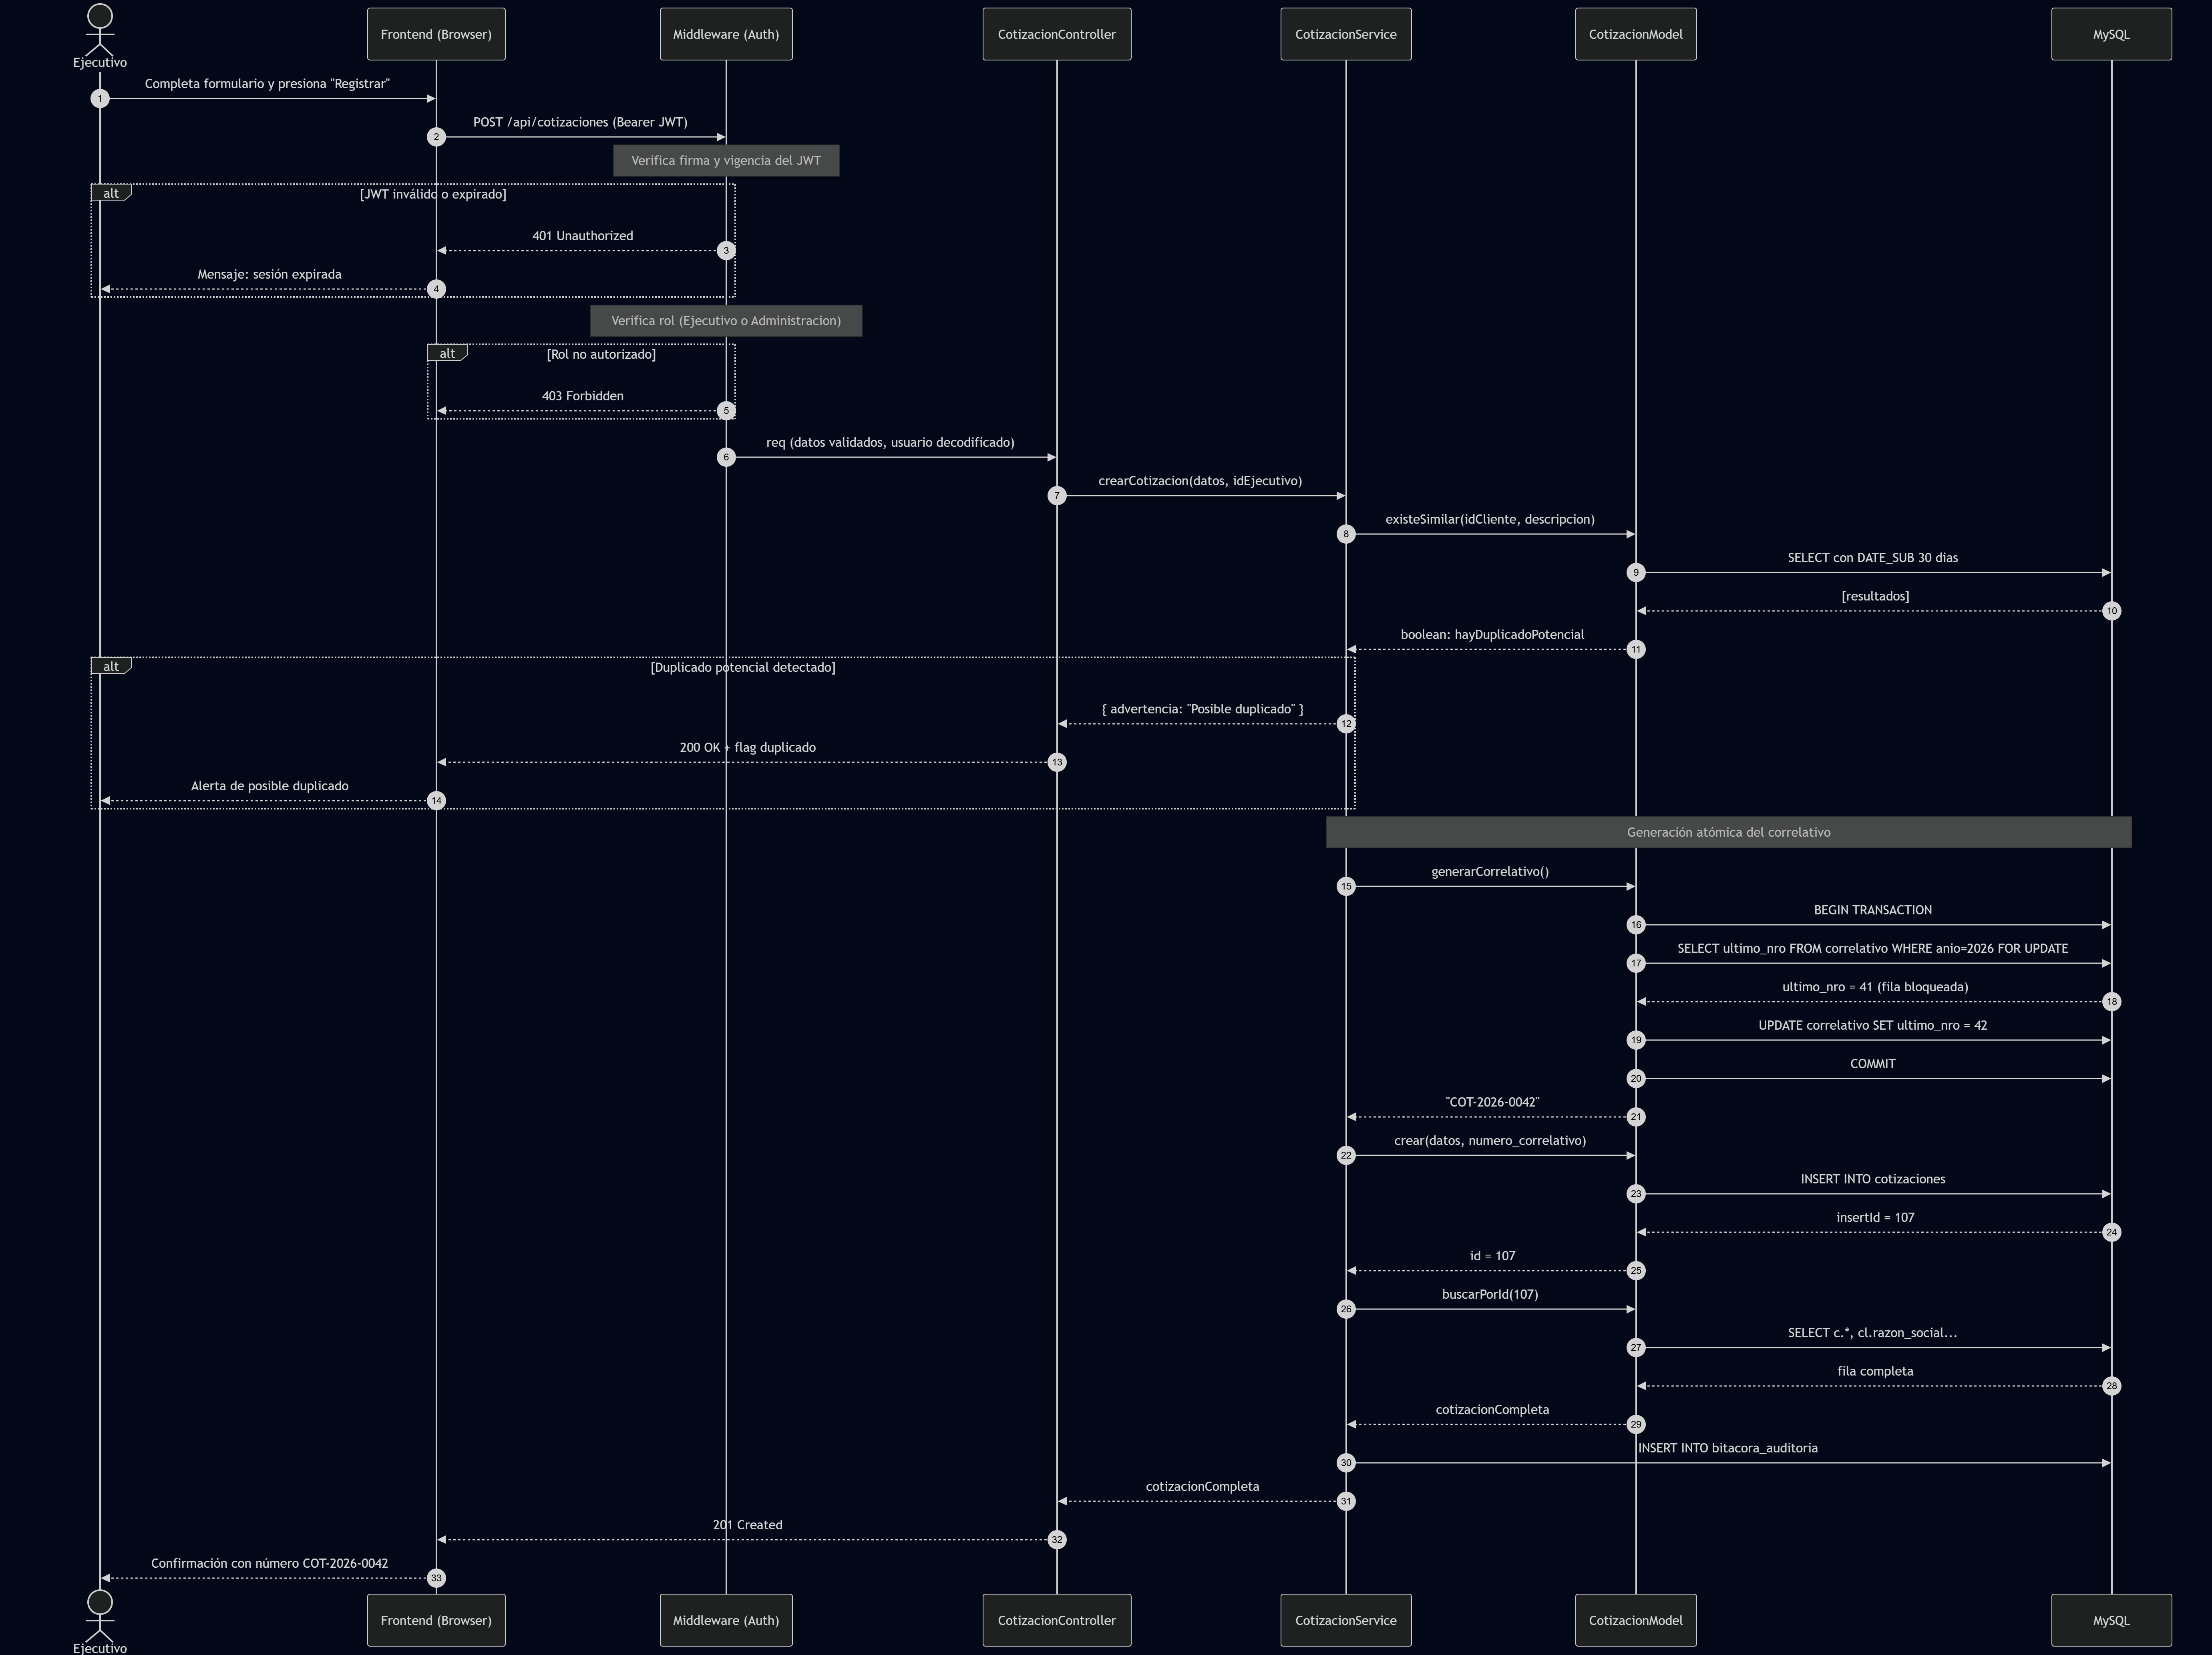 Ejecutivo
Frontend (Browser)
Middleware (Auth)
CotizacionController
CotizacionService
CotizacionModel
MySQL
1 Completa formulario y presiona "Registrar"
2 POST /api/cotizaciones (Bearer JWT)
Verifica firma y vigencia del JWT
alt [JWT inválido o expirado]
3 401 Unauthorized
4 Mensaje: sesión expirada
Verifica rol (Ejecutivo o Administracion)
alt [Rol no autorizado]
5 403 Forbidden
6 req (datos validados, usuario decodificado)
7 crearCotizacion(datos, idEjecutivo)
8 existeSimilar(idCliente, descripcion)
9 SELECT con DATE_SUB 30 dias
10 [resultados]
11 boolean: hayDuplicadoPotencial
alt [Duplicado potencial detectado]
12 { advertencia: "Posible duplicado" }
13 200 OK + flag duplicado
14 Alerta de posible duplicado
Generación atómica del correlativo
15 generarCorrelativo()
16 BEGIN TRANSACTION
17 SELECT ultimo_nro FROM correlativo WHERE anio=2026 FOR UPDATE
18 ultimo_nro = 41 (fila bloqueada)
19 UPDATE correlativo SET ultimo_nro = 42
20 COMMIT
21 "COT-2026-0042"
22 crear(datos, numero_correlativo)
23 INSERT INTO cotizaciones
24 insertId = 107
25 id = 107
26 buscarPorId(107)
27 SELECT c.*, cl.razon_social...
28 fila completa
29 cotizacionCompleta
30 INSERT INTO bitacora_auditoria
31 cotizacionCompleta
32 201 Created
33 Confirmación con número COT-2026-0042
Ejecutivo
Frontend (Browser)
Middleware (Auth)
CotizacionController
CotizacionService
CotizacionModel
MySQL